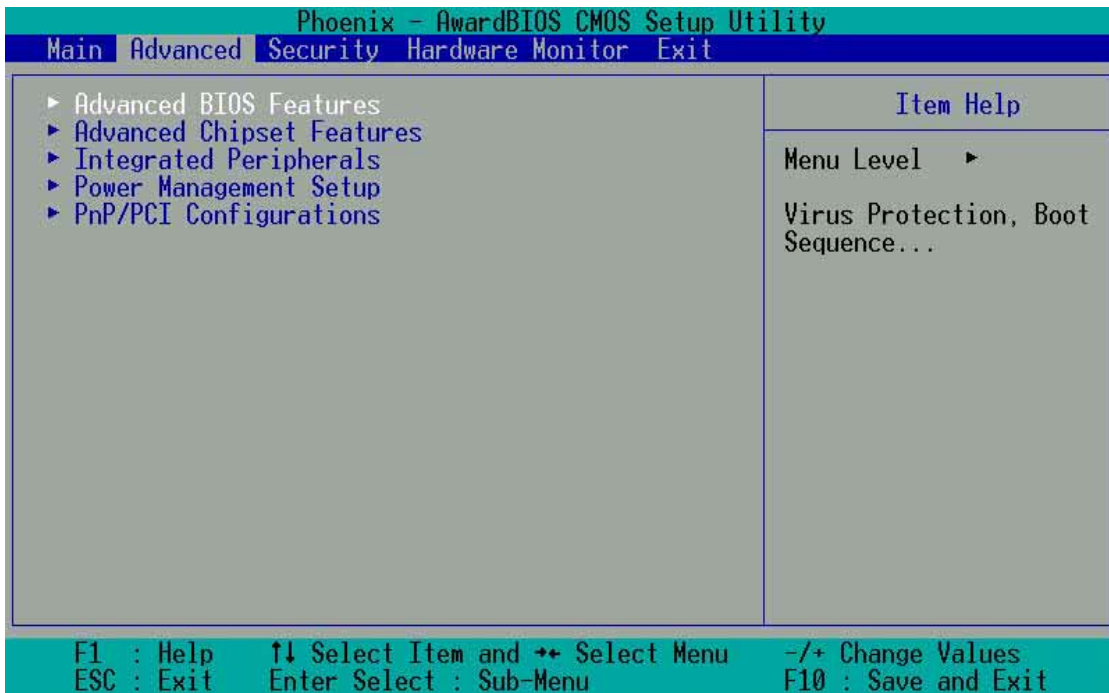 Phoenix - AwardBIOS CMOS Setup Utility
Main Advanced Security Hardware Monitor Exit
▶ Advanced BIOS Features
▶ Advanced Chipset Features
▶ Integrated Peripherals
▶ Power Management Setup
▶ PnP/PCI Configurations
Item Help
Menu Level ▶
Virus Protection, Boot
Sequence...
F1 : Help ↑↓ Select Item and →← Select Menu -/+ Change Values
ESC : Exit Enter Select : Sub-Menu F10 : Save and Exit